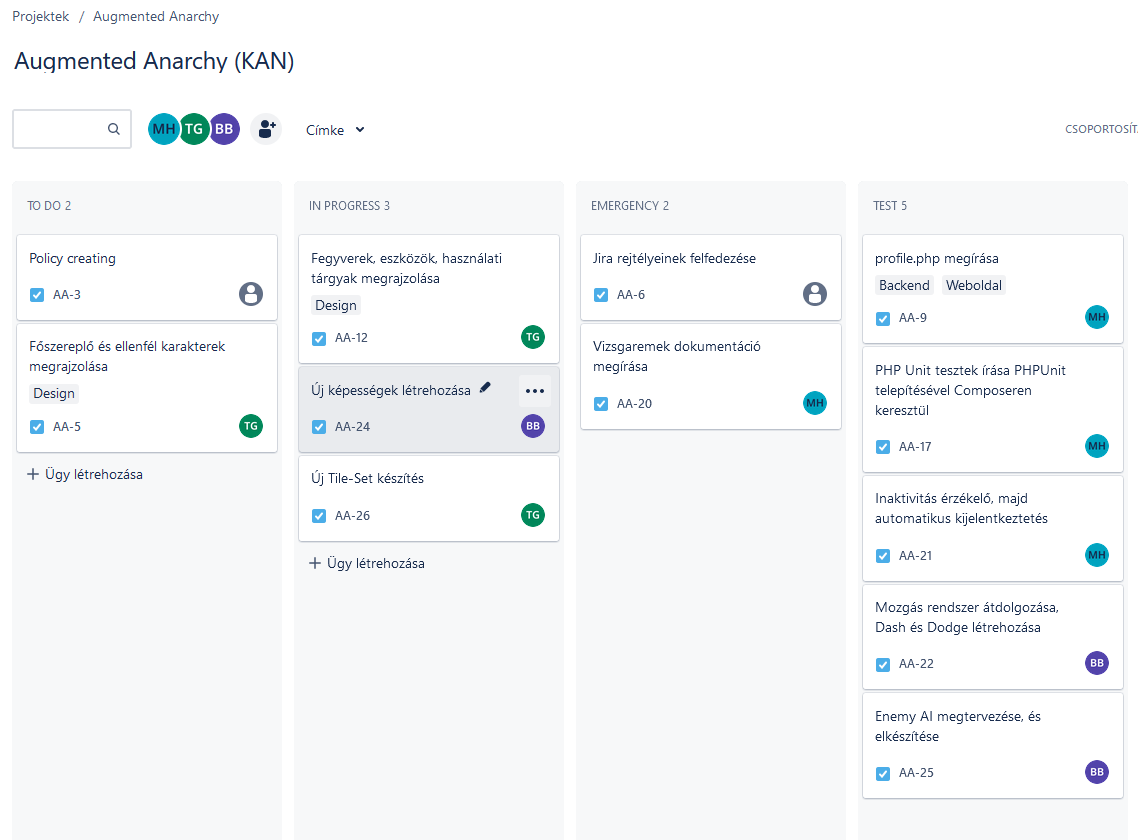 Projektek / Augmented Anarchy
Augmented Anarchy (KAN)
MH TG BB Címke CSOPORTOSÍT
TO DO 2
Policy creating
AA-3
Főszereplő és ellenfél karakterek
megrajzolása
Design
AA-5 TG
+ Ügy létrehozása
IN PROGRESS 3
Fegyverek, eszközök, használati
tárgyak megrajzolása
Design
AA-12 TG
Új képességek létrehozása
AA-24 BB
Új Tile-Set készítés
AA-26 TG
+ Ügy létrehozása
EMERGENCY 2
Jira rejtélyeinek felfedezése
AA-6
Vizsgaremek dokumentáció
megírása
AA-20 MH
TEST 5
profile.php megírása
Backend Weboldal
AA-9 MH
PHP Unit tesztek írása PHPUnit
telepítésével Composeren
keresztül
AA-17 MH
Inaktivitás érzékelő, majd
automatikus kijelentkeztetés
AA-21 MH
Mozgás rendszer átdolgozása,
Dash és Dodge létrehozása
AA-22 BB
Enemy AI megtervezése, és
elkészítése
AA-25 BB